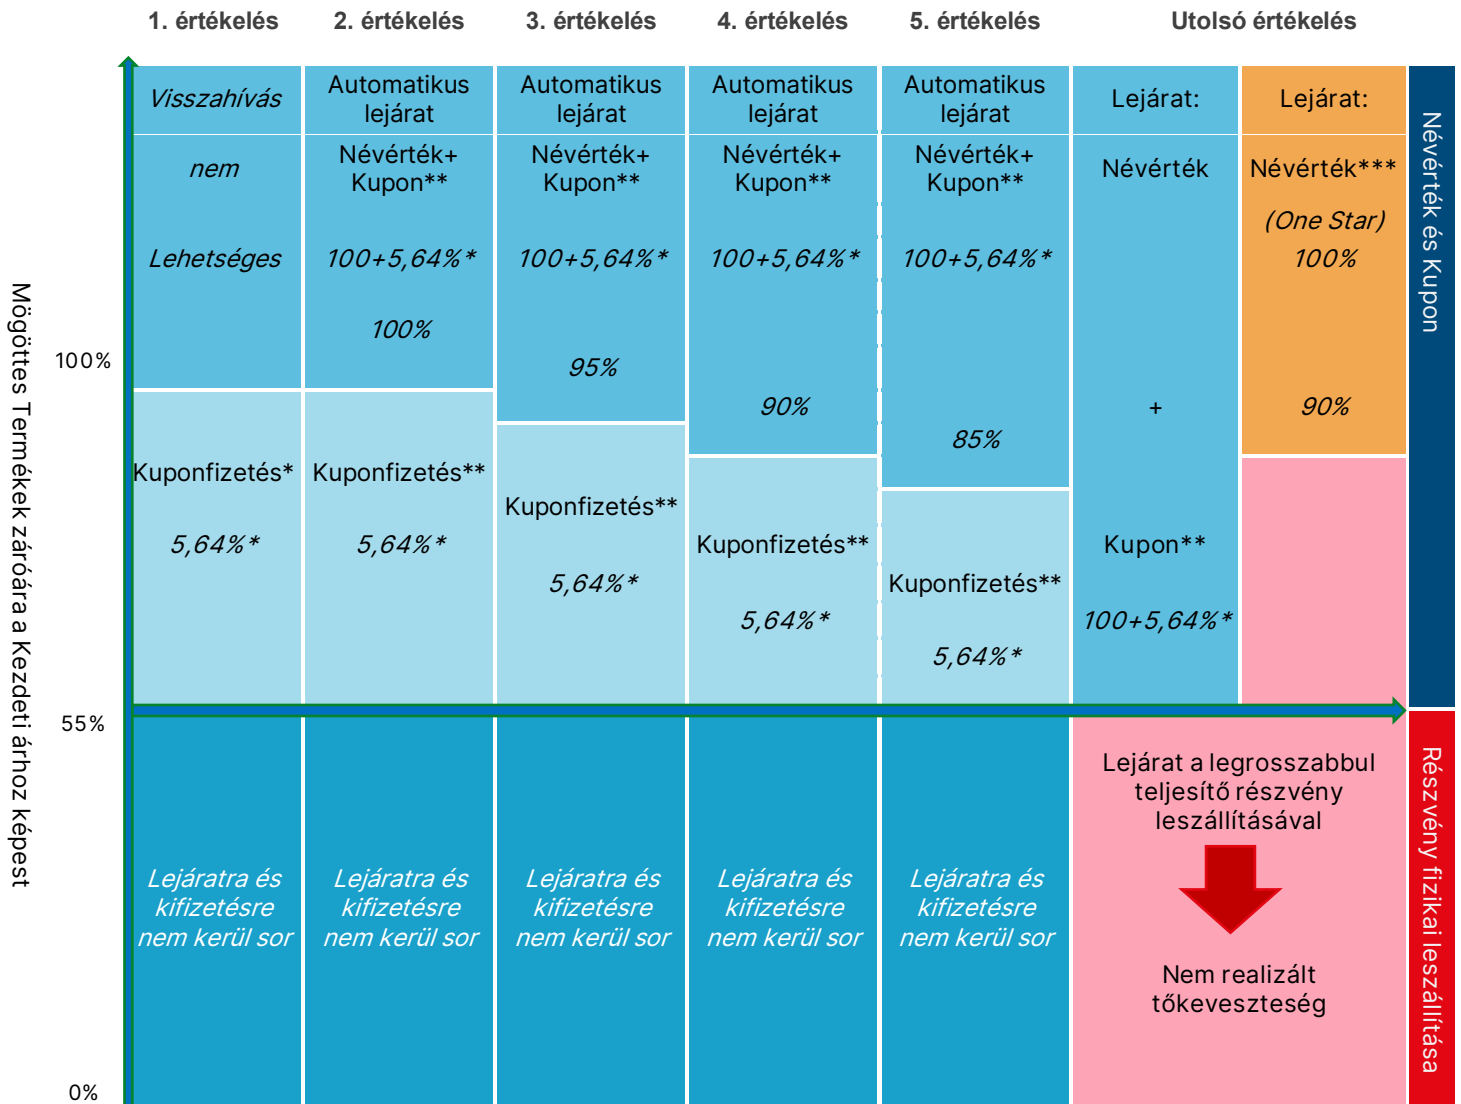 1. értékelés
2. értékelés
3. értékelés
4. értékelés
5. értékelés
Utolsó értékelés
Mögöttes Termékek záróára a Kezdeti árhoz képest
100%
55%
0%
Visszahívás
nem
Lehetséges
Kuponfizetés*
5,64%*
Lejáratra és
kifizetésre
nem kerül sor
Automatikus
lejárat
Névérték+
Kupon**
100+5,64%*
100%
Kuponfizetés**
5,64%*
Lejáratra és
kifizetésre
nem kerül sor
Automatikus
lejárat
Névérték+
Kupon**
100+5,64%*
95%
Kuponfizetés**
5,64%*
Lejáratra és
kifizetésre
nem kerül sor
Automatikus
lejárat
Névérték+
Kupon**
100+5,64%*
90%
Kuponfizetés**
5,64%*
Lejáratra és
kifizetésre
nem kerül sor
Automatikus
lejárat
Névérték+
Kupon**
100+5,64%*
85%
Kuponfizetés**
5,64%*
Lejáratra és
kifizetésre
nem kerül sor
Lejárat:
Névérték
+
Kupon**
100+5,64%*
Lejárat:
Névérték***
(One Star)
100%
90%
Lejárat a legrosszabbul
teljesítő részvény
leszállításával
Nem realizált
tőkeveszteség
Névérték és Kupon
Részvény fizikai leszállítása